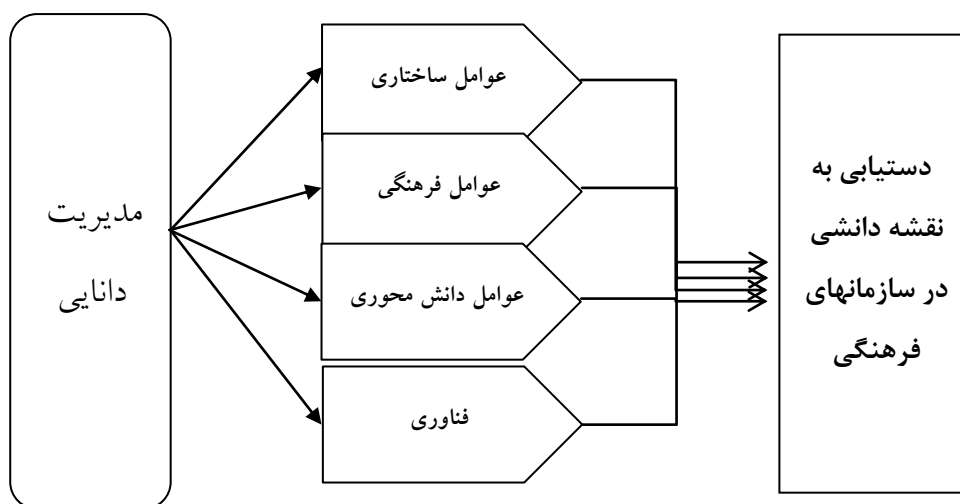 مدیریت
دانایی
عوامل ساختاری
عوامل فرهنگی
عوامل دانش محوری
فناوری
دستیابی به
نقشه دانشی
در سازمانهای
فرهنگی